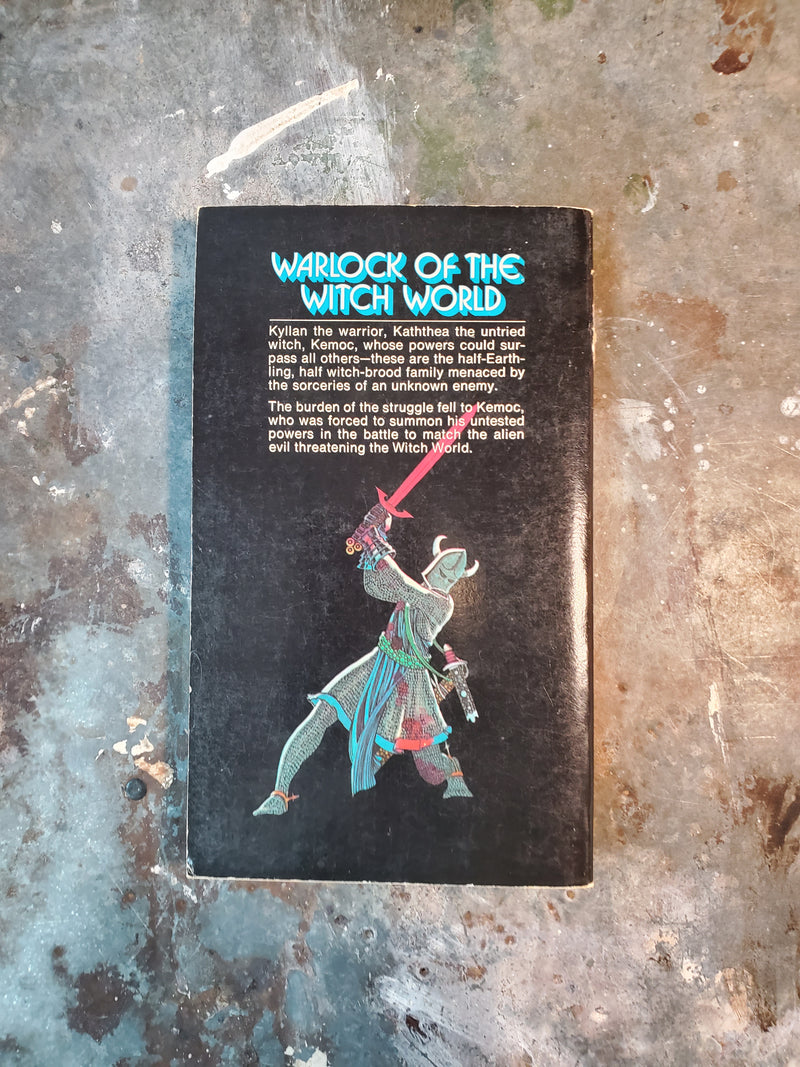 WARLOCK OF THE
WITCH WORLD
Kyllan the warrior, Kaththea the untried
witch, Kemoc, whose powers could sur-
pass all others—these are the half-Earth-
ling, half witch-brood family menaced by
the sorceries of an unknown enemy.
The burden of the struggle fell to Kemoc,
who was forced to summon his untested
powers in the battle to match the alien
evil threatening the Witch World.